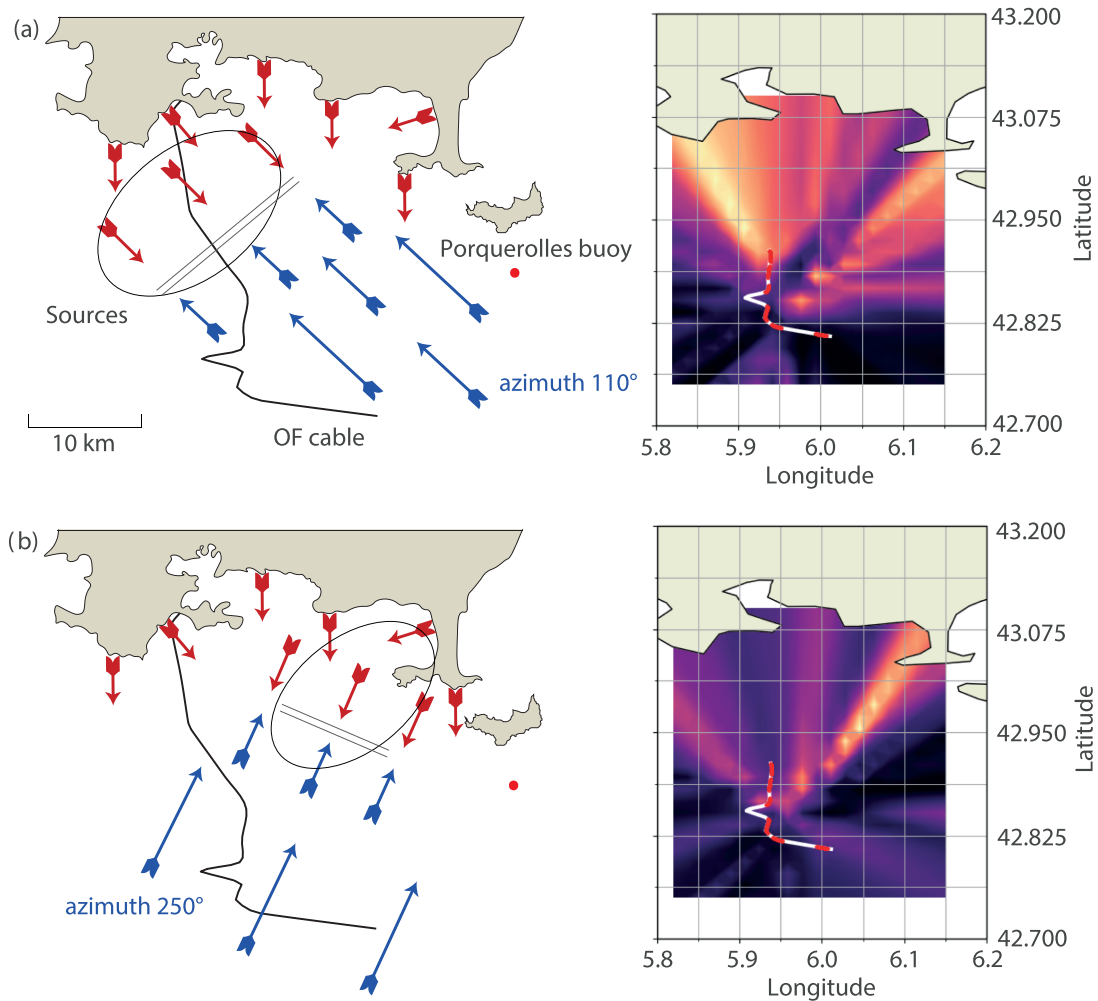 (a)
Porquerolles buoy
Sources
azimuth 110°
10 km
OF cable
43.200
43.075
42.950
42.825
42.700
Latitude
5.8 5.9 6.0 6.1 6.2
Longitude
(b)
azimuth 250°
43.200
43.075
42.950
42.825
42.700
Latitude
5.8 5.9 6.0 6.1 6.2
Longitude